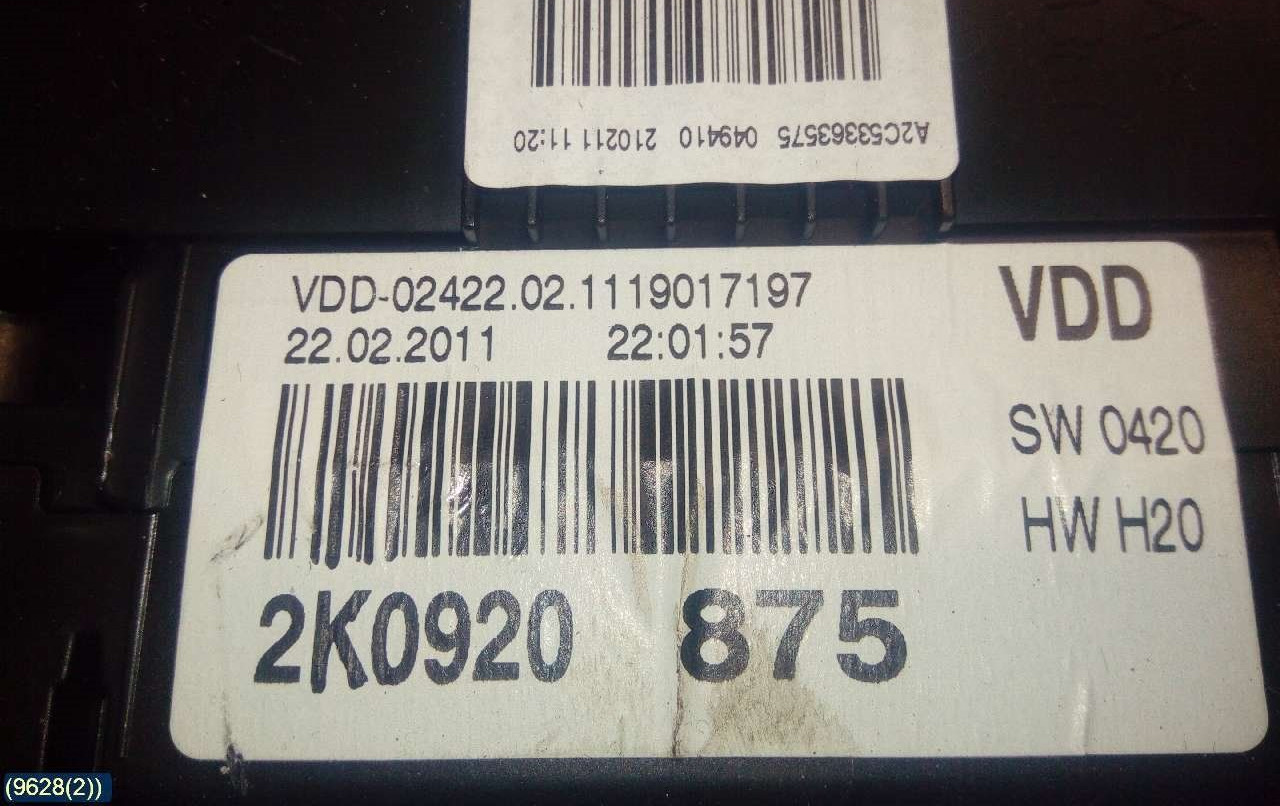 A2C53363575 049410 210211 11:20
VDD-02422.02.1119017197
22.02.2011 22:01:57
VDD
SW 0420
HW H20
2K0920 875
(9628(2))